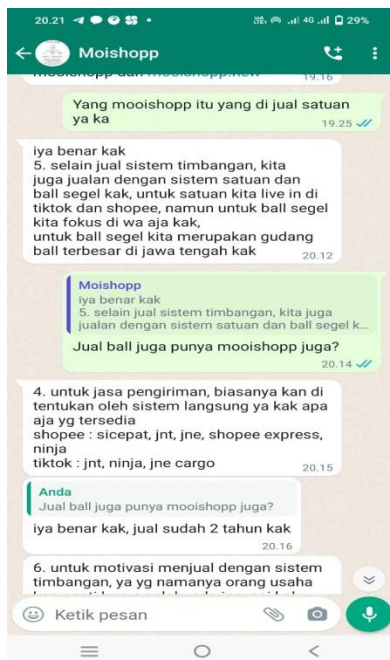 20.21
4G 29%
Moishopp
19.16
Yang mooishopp itu yang di jual satuan
ya ka
19.25
iya benar kak
5. selain jual sistem timbangan, kita
juga jualan dengan sistem satuan dan
ball segel kak, untuk satuan kita live in di
tiktok dan shopee, namun untuk ball segel
kita fokus di wa aja kak,
untuk ball segel kita merupakan gudang
ball terbesar di jawa tengah kak
20.12
Moishopp
iya benar kak
5. selain jual sistem timbangan, kita juga
jualan dengan sistem satuan dan ball segel k...
Jual ball juga punya mooishopp juga?
20.14
4. untuk jasa pengiriman, biasanya kan di
tentukan oleh sistem langsung ya kak apa
aja yg tersedia
shopee : sicepat, jnt, jne, shopee express,
ninja
tiktok : jnt, ninja, jne cargo
20.15
Anda
Jual ball juga punya mooishopp juga?
iya benar kak, jual sudah 2 tahun kak
20.16
6. untuk motivasi menjual dengan sistem
timbangan, ya yg namanya orang usaha
Ketik pesan